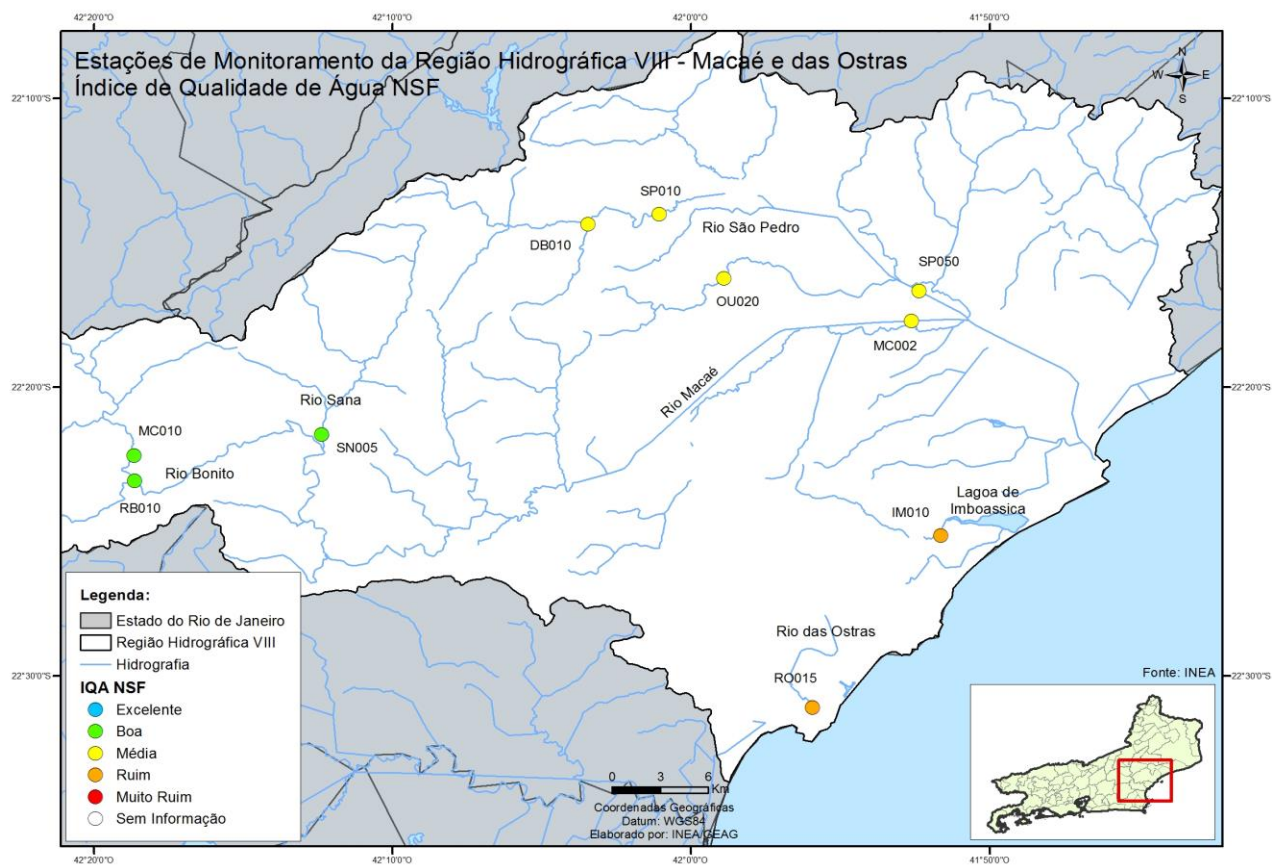 42°20'0"O
42°10'0"O
42°0'0"O
41°50'0"O
Estações de Monitoramento da Região Hidrográfica VIII - Macaé e das Ostras
Índice de Qualidade de Água NSF
N
W E
S
22°10'0"S
22°10'0"S
SP010
DB010
Rio São Pedro
SP050
OU020
MC002
22°20'0"S
22°20'0"S
Rio Macaé
Rio Sana
MC010
SN005
Rio Bonito
RB010
Lagoa de
Imboassica
IM010
Rio das Ostras
RO015
22°30'0"S
22°30'0"S
Fonte: INEA
Legenda:
Estado do Rio de Janeiro
Região Hidrográfica VIII
Hidrografia
IQA NSF
Excelente
Boa
Média
Ruim
Muito Ruim
Sem Informação
0 3 6
Km
Coordenadas Geográficas
Datum: WGS84
Elaborado por: INEA/GEAG
42°20'0"O
42°10'0"O
42°0'0"O
41°50'0"O